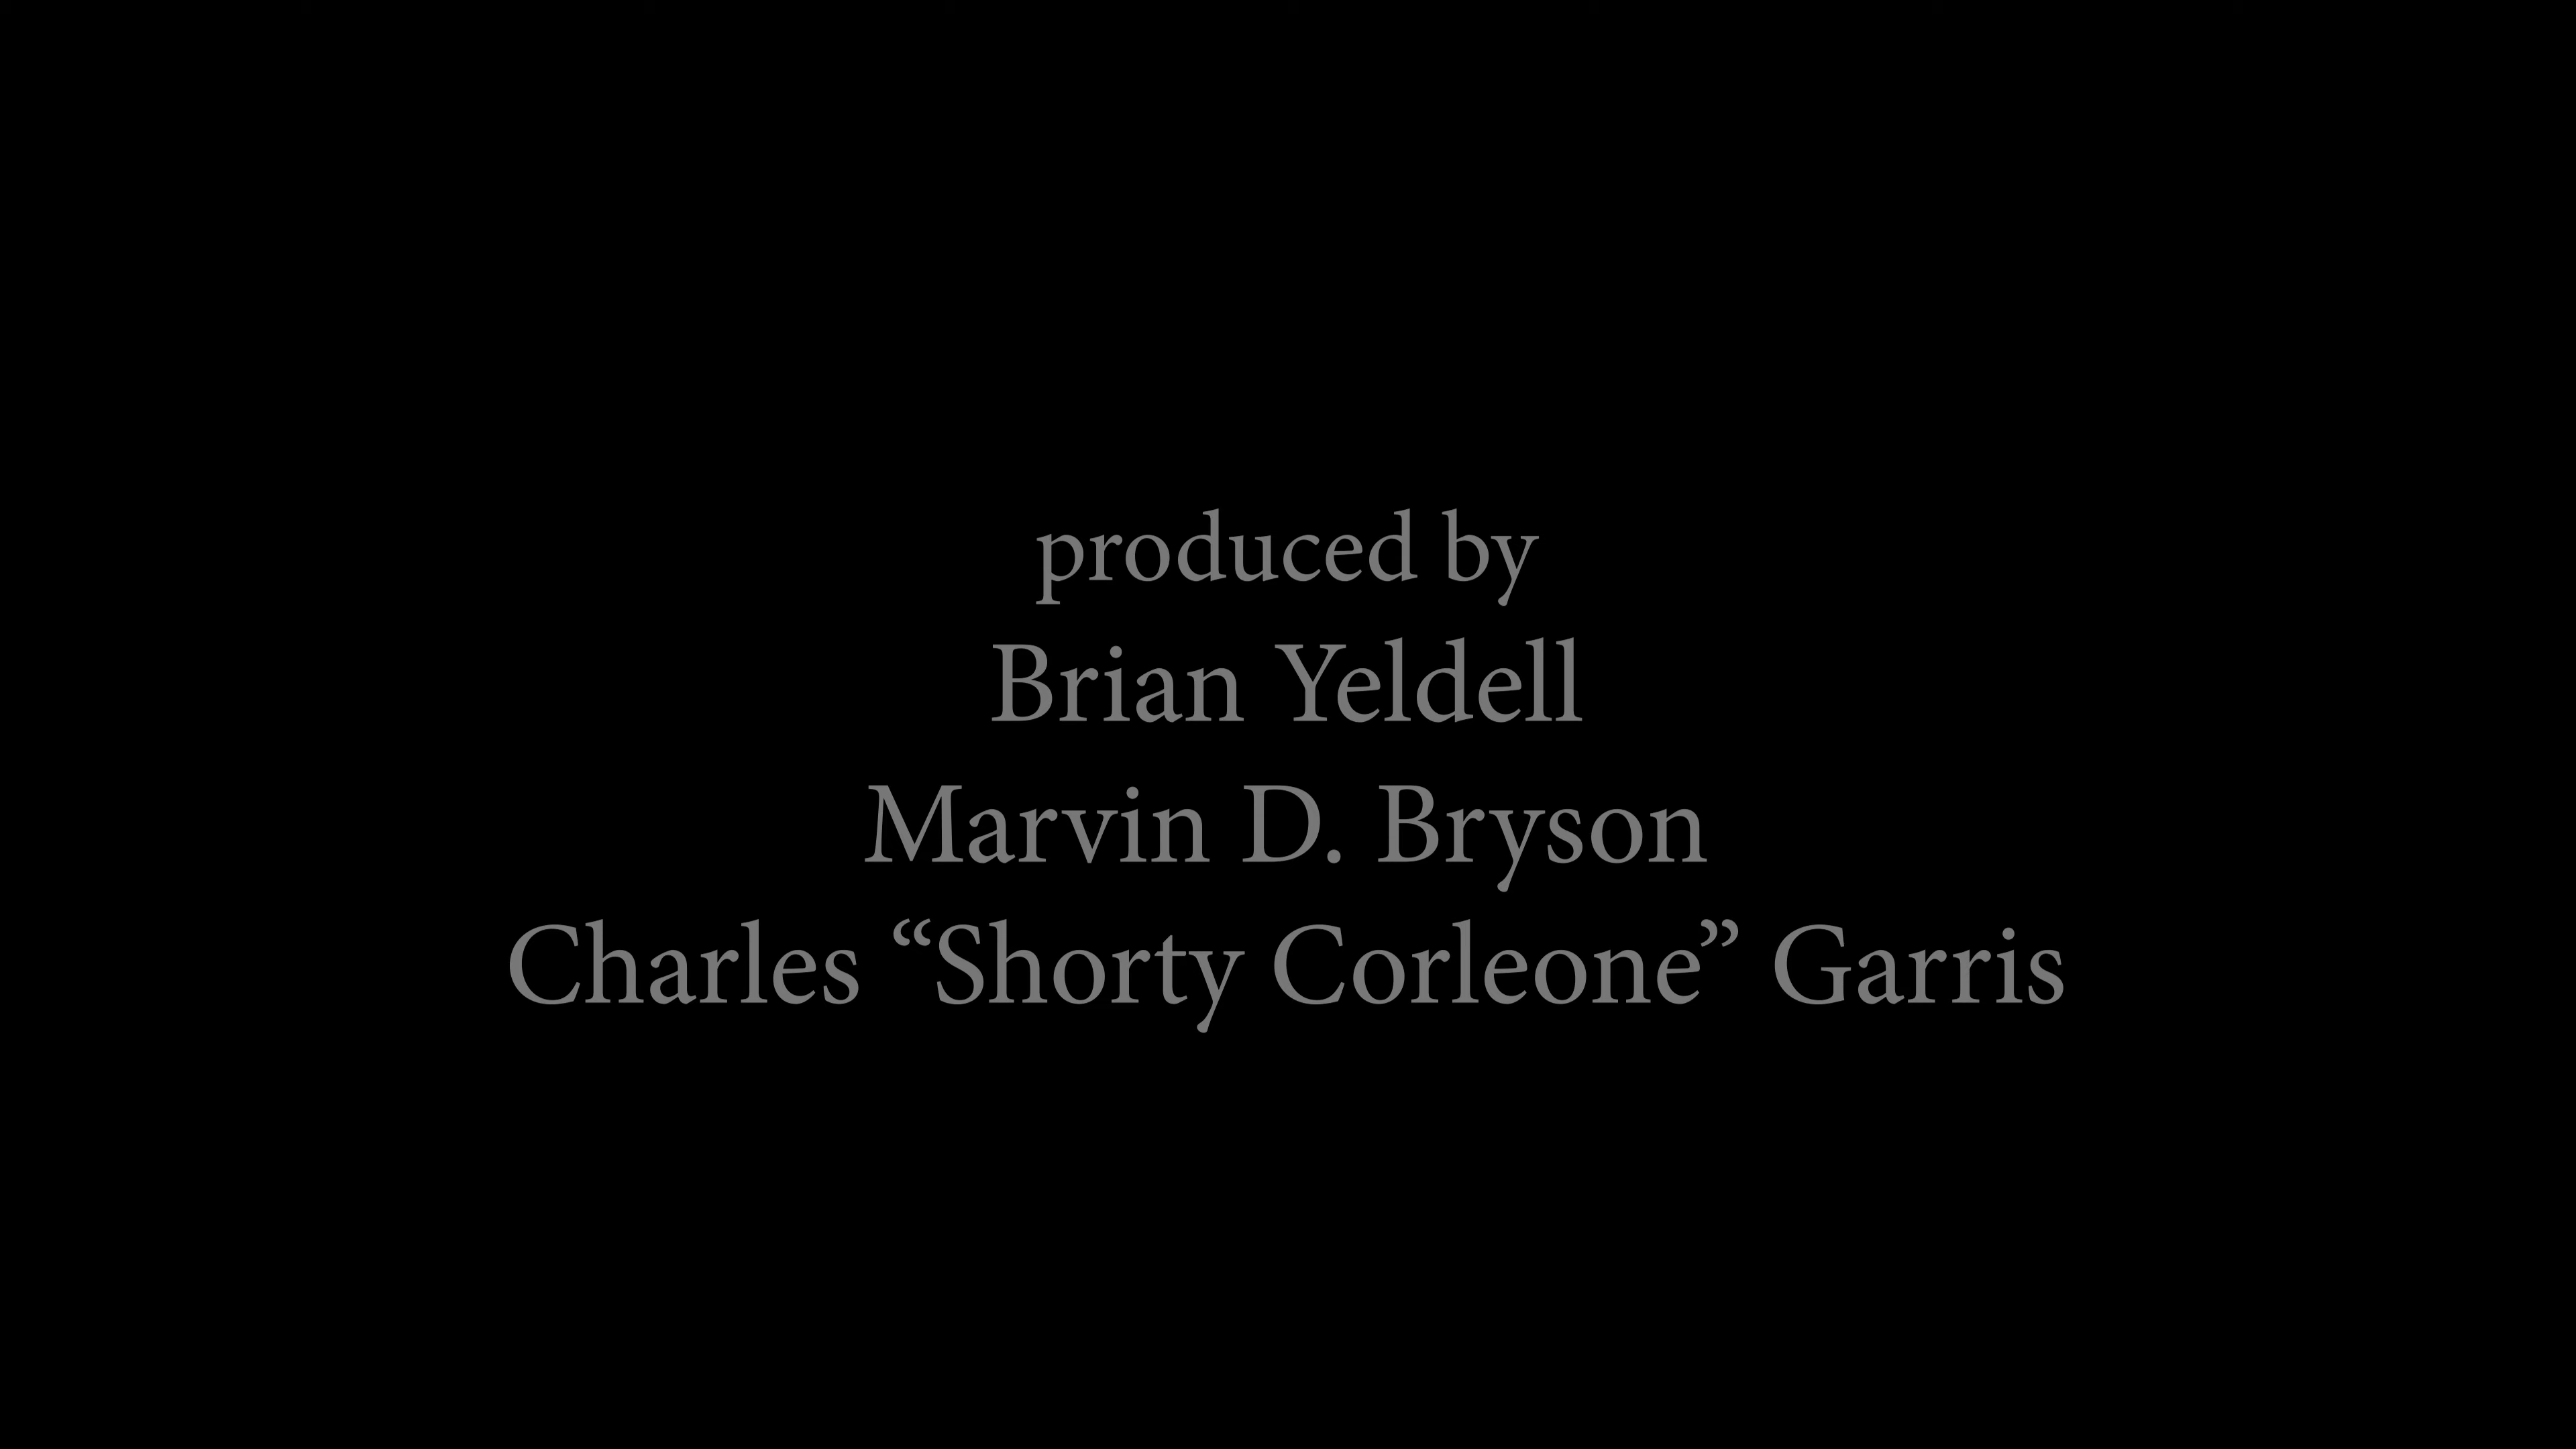 produced by
Brian Yeldell
Marvin D. Bryson
Charles “Shorty Corleone” Garris